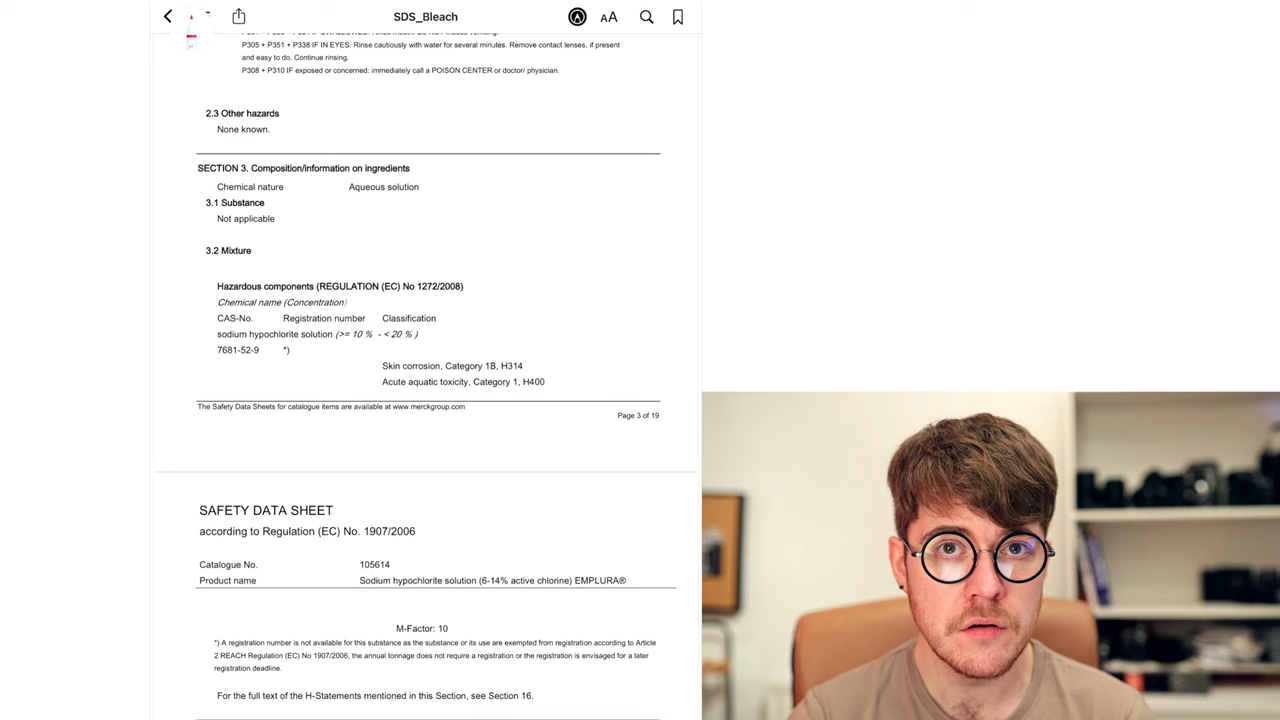 SDS_Bleach
AA
P305 + P351 + P338 IF IN EYES: Rinse cautiously with water for several minutes. Remove contact lenses, if present
and easy to do. Continue rinsing.
P308 + P310 IF exposed or concerned: immediately call a POISON CENTER or doctor/ physician.
2.3 Other hazards
None known.
SECTION 3. Composition/information on ingredients
Chemical nature Aqueous solution
3.1 Substance
Not applicable
3.2 Mixture
Hazardous components (REGULATION (EC) No 1272/2008)
Chemical name (Concentration)
CAS-No. Registration number Classification
sodium hypochlorite solution (>= 10 % - < 20 % )
7681-52-9 *)
Skin corrosion, Category 1B, H314
Acute aquatic toxicity, Category 1, H400
The Safety Data Sheets for catalogue items are available at www.merckgroup.com
Page 3 of 19
SAFETY DATA SHEET
according to Regulation (EC) No. 1907/2006
Catalogue No. 105614
Product name Sodium hypochlorite solution (6-14% active chlorine) EMPLURA®
M-Factor: 10
*) A registration number is not available for this substance as the substance or its use are exempted from registration according to Article
2 REACH Regulation (EC) No 1907/2006, the annual tonnage does not require a registration or the registration is envisaged for a later
registration deadline.
For the full text of the H-Statements mentioned in this Section, see Section 16.